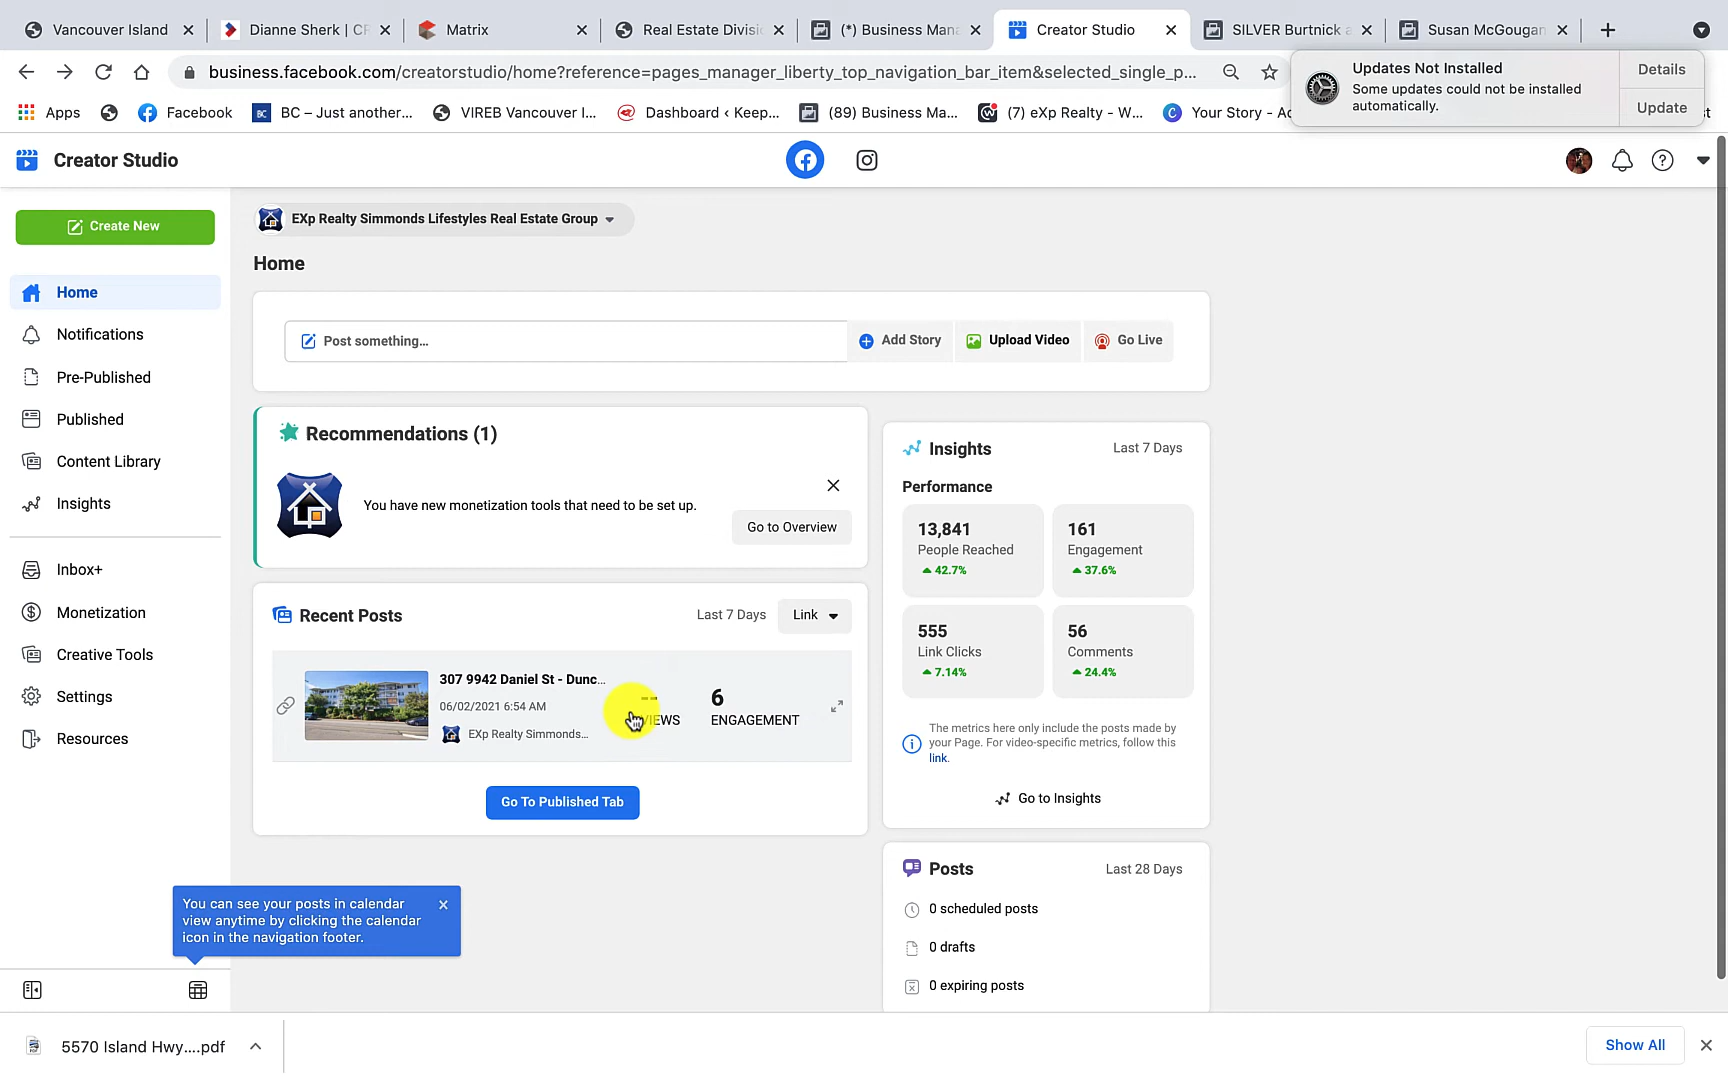 Vancouver Island
Dianne Sherk | CR
Matrix
Real Estate Divisio
(*) Business Mana
Creator Studio
SILVER Burtnick a
Susan McGougan
business.facebook.com/creatorstudio/home?reference=pages_manager_liberty_top_navigation_bar_item&selected_single_p...
Updates Not Installed
Some updates could not be installed
automatically.
Details
Update
Apps
Facebook
BC – Just another...
VIREB Vancouver I...
Dashboard ‹ Keep...
(89) Business Ma...
(7) eXp Realty - W...
Your Story - Ac
Creator Studio
Create New
Home
Notifications
Pre-Published
Published
Content Library
Insights
Inbox+
Monetization
Creative Tools
Settings
Resources
EXp Realty Simmonds Lifestyles Real Estate Group
Home
Post something...
Add Story
Upload Video
Go Live
Recommendations (1)
You have new monetization tools that need to be set up.
Go to Overview
Recent Posts
Last 7 Days
Link
307 9942 Daniel St - Dunc...
06/02/2021 6:54 AM
EXp Realty Simmonds...
--
VIEWS
6
ENGAGEMENT
Go To Published Tab
Insights
Last 7 Days
Performance
13,841
People Reached
42.7%
161
Engagement
37.6%
555
Link Clicks
7.14%
56
Comments
24.4%
The metrics here only include the posts made by
your Page. For video-specific metrics, follow this
link.
Go to Insights
Posts
Last 28 Days
0 scheduled posts
0 drafts
0 expiring posts
You can see your posts in calendar
view anytime by clicking the calendar
icon in the navigation footer.
5570 Island Hwy....pdf
Show All